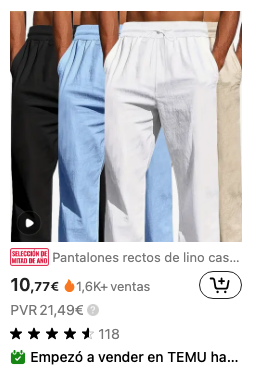 SELECCIÓN DE MITAD DE AÑO Pantalones rectos de lino cas...
10,77€ 1,6K+ ventas
PVR 21,49€ ?
118
Empezó a vender en TEMU ha...